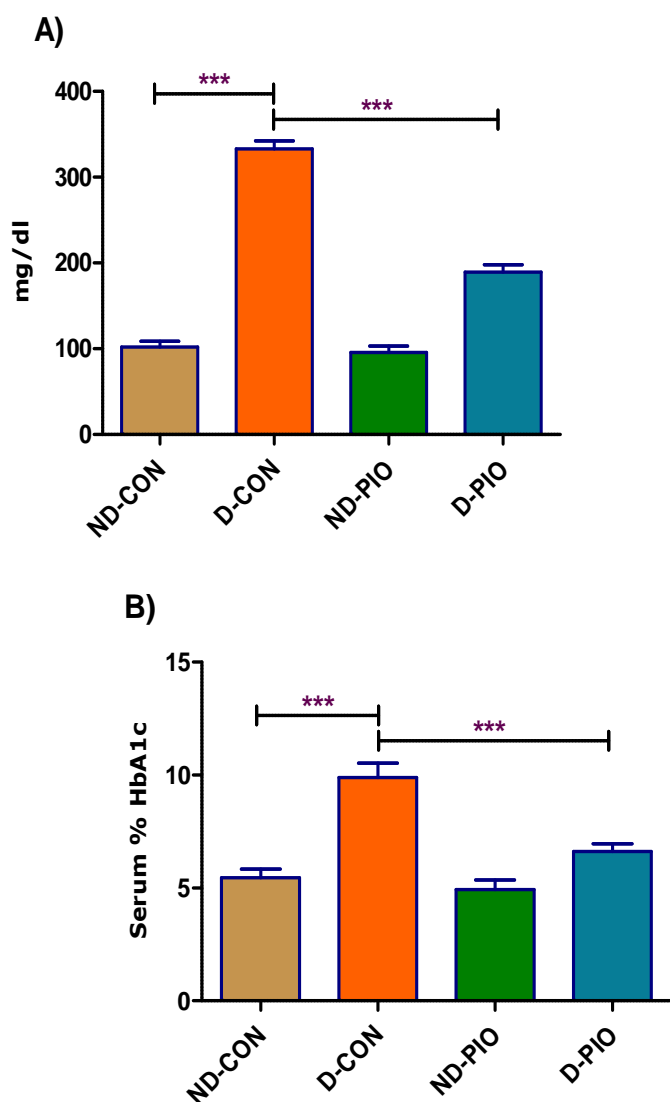 A)
***
***
400
300
200
100
0
mg/dl
ND-CON
D-CON
ND-PIO
D-PIO
B)
15
10
5
0
***
***
Serum % HbA1c
ND-CON
D-CON
ND-PIO
D-PIO